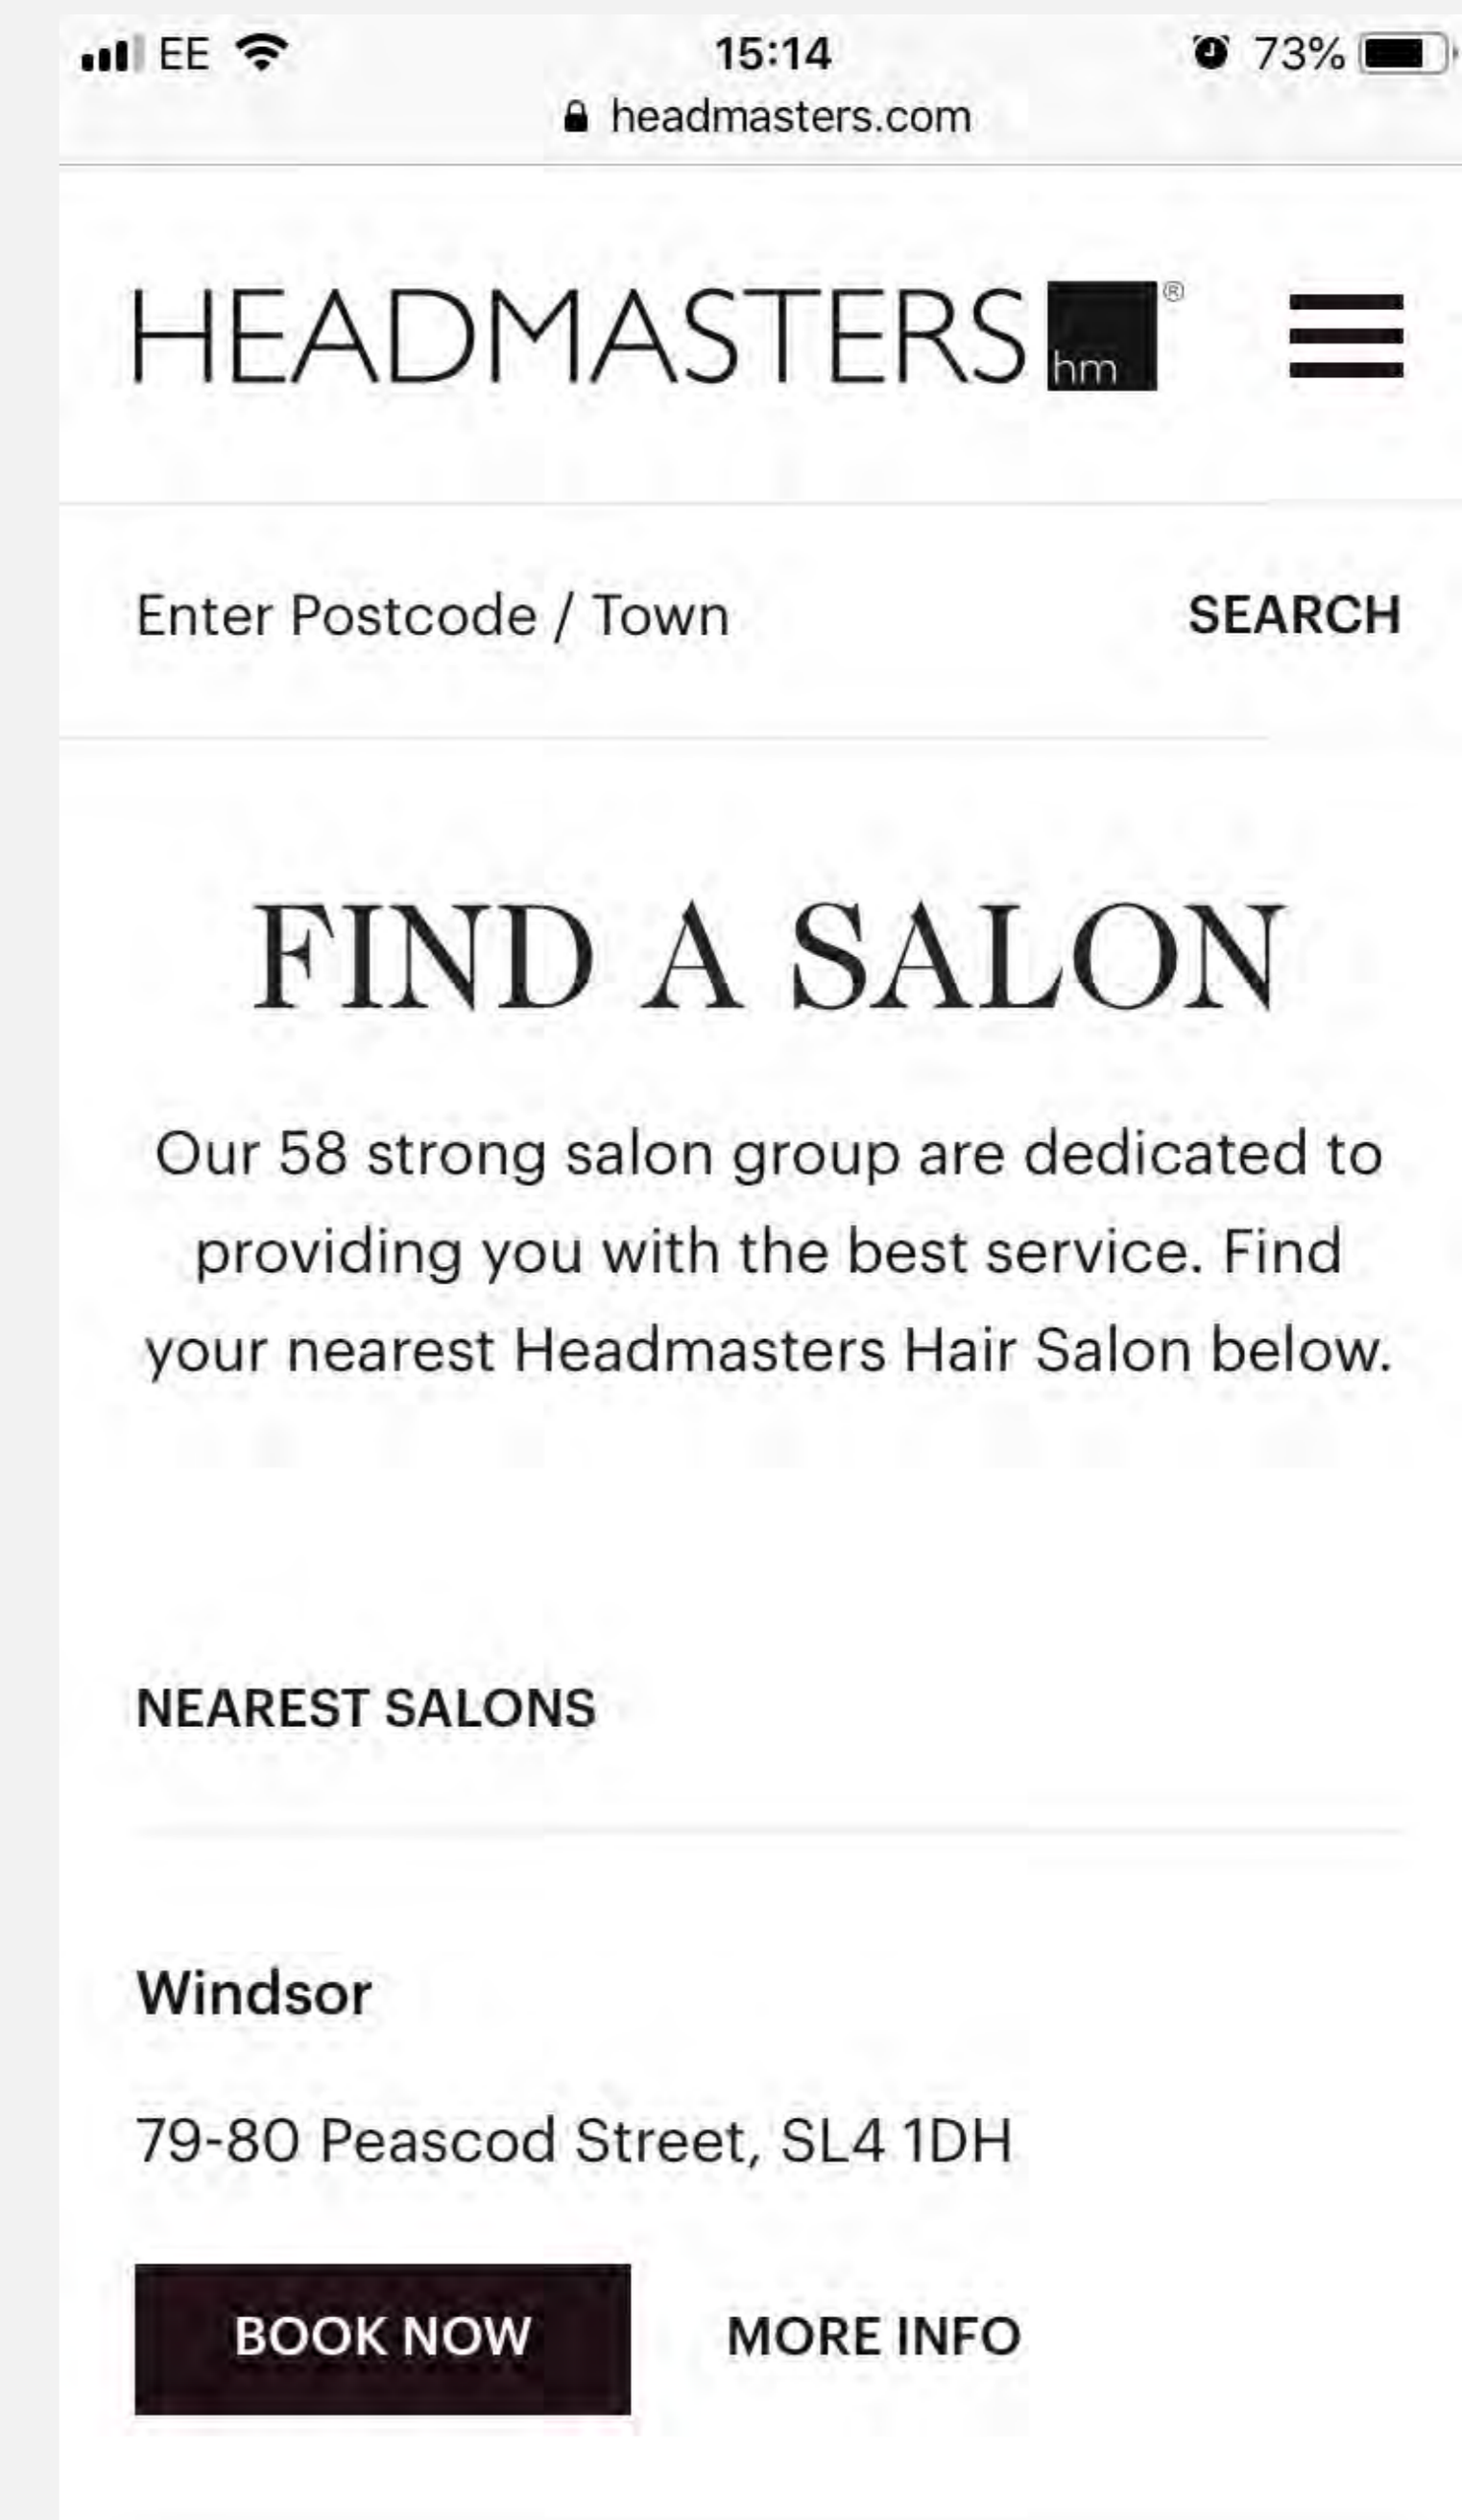 EE 15:14 73%
headmasters.com
HEADMASTERS hm ®
Enter Postcode / Town SEARCH
FIND A SALON
Our 58 strong salon group are dedicated to
providing you with the best service. Find
your nearest Headmasters Hair Salon below.
NEAREST SALONS
Windsor
79-80 Peascod Street, SL4 1DH
BOOK NOW MORE INFO